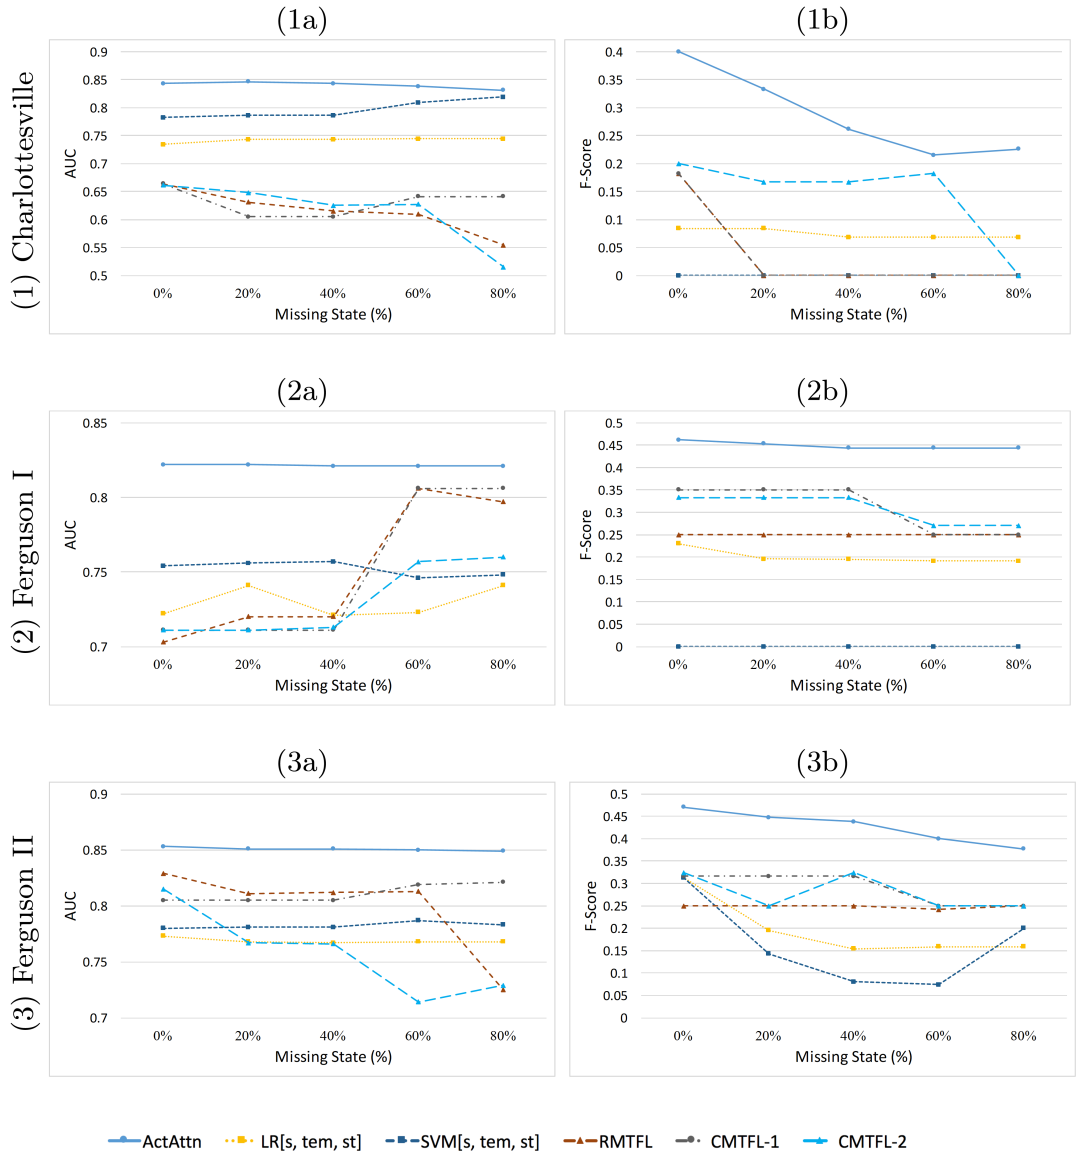 (1a)
(1b)
(1) Charlottesville
0.9
0.85
0.8
0.75
0.7
0.65
0.6
0.55
0.5
AUC
0% 20% 40% 60% 80%
Missing State (%)
0.4
0.35
0.3
0.25
0.2
0.15
0.1
0.05
0
F-Score
0% 20% 40% 60% 80%
Missing State (%)
(2a)
(2b)
(2) Ferguson I
0.85
0.8
0.75
0.7
AUC
0% 20% 40% 60% 80%
Missing State (%)
0.5
0.45
0.4
0.35
0.3
0.25
0.2
0.15
0.1
0.05
0
F-Score
0% 20% 40% 60% 80%
Missing State (%)
(3a)
(3b)
(3) Ferguson II
0.9
0.85
0.8
0.75
0.7
AUC
0% 20% 40% 60% 80%
Missing State (%)
0.5
0.45
0.4
0.35
0.3
0.25
0.2
0.15
0.1
0.05
0
F-Score
0% 20% 40% 60% 80%
Missing State (%)
ActAttn LR[s, tem, st] SVM[s, tem, st] RMTFL CMTFL-1 CMTFL-2